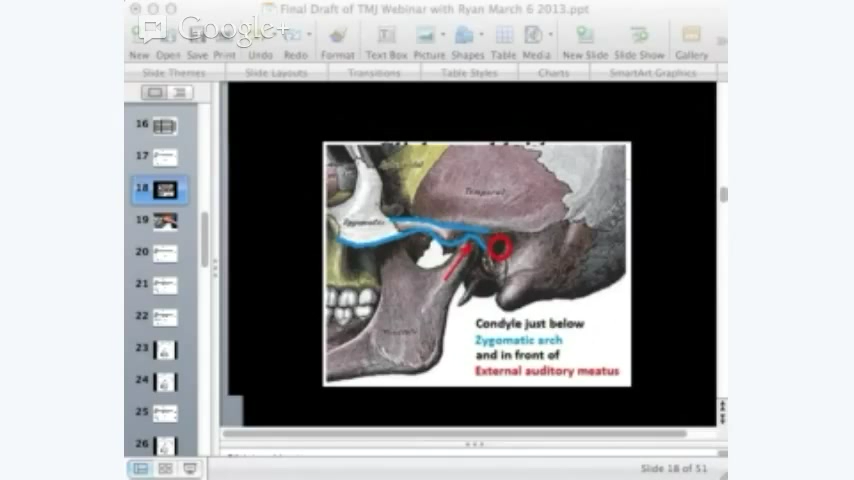 Final Draft of TMJ Webinar with Ryan March 6 2013.ppt
Google+
New Open Save Print Undo Redo Format Text Box Picture Shapes Table Media New Slide Slide Show Gallery
Slide Themes Slide Layouts Transitions Table Styles Charts SmartArt Graphics
16
17
18
19
20
21
22
23
24
25
26
Temporal
Zygomatic
Condyle just below
Zygomatic arch
and in front of
External auditory meatus
Slide 18 of 51